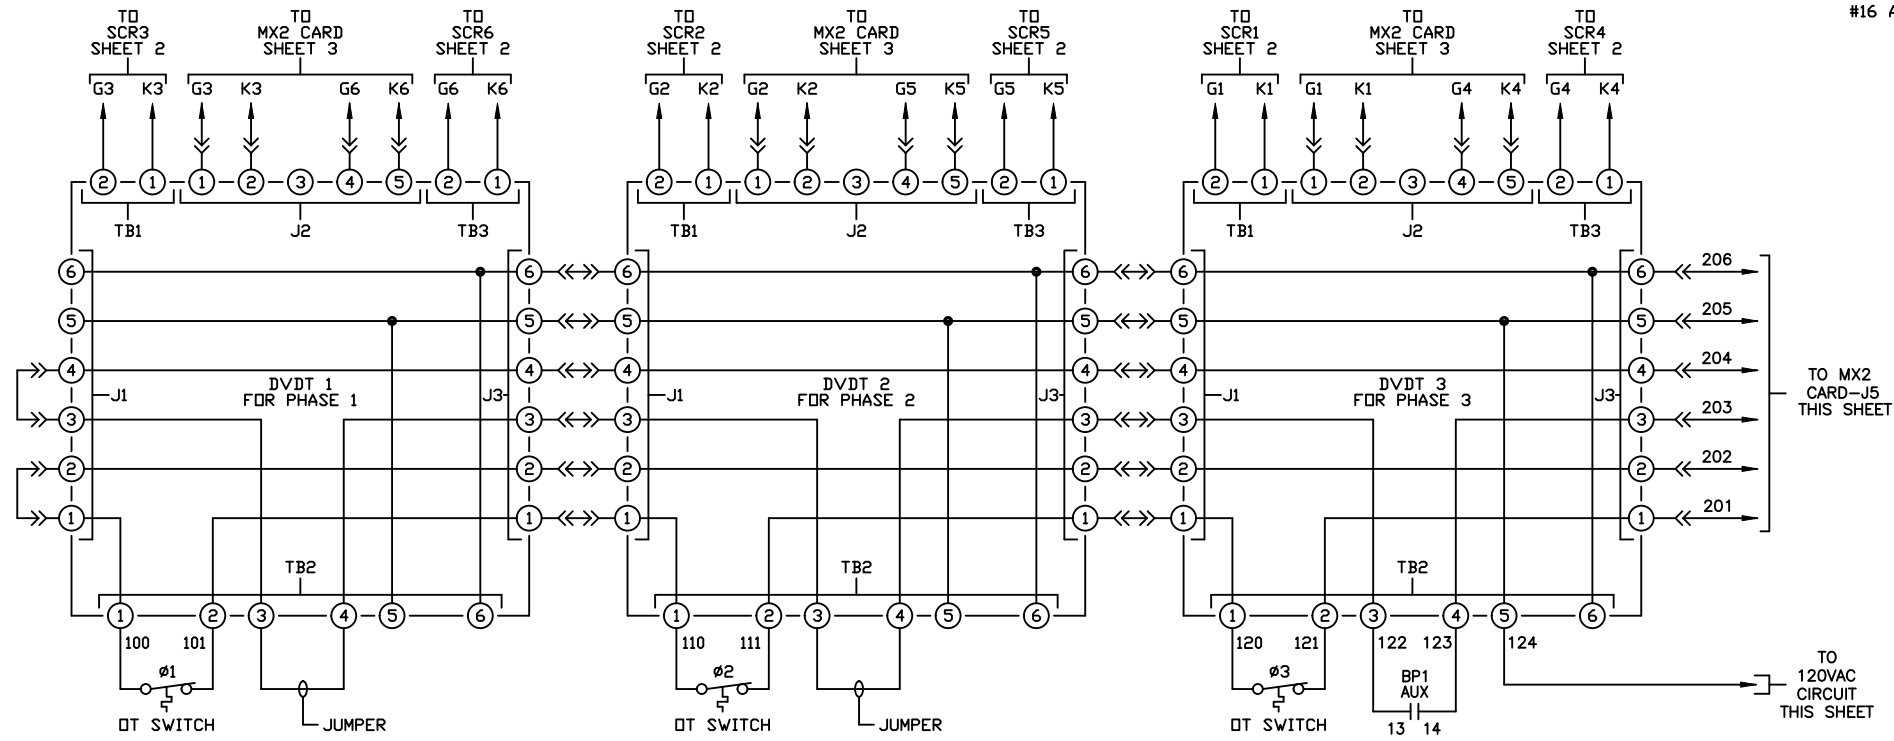 #16 A
TO
SCR3
SHEET 2
TO
MX2 CARD
SHEET 3
TO
SCR6
SHEET 2
TO
SCR2
SHEET 2
TO
MX2 CARD
SHEET 3
TO
SCR5
SHEET 2
TO
SCR1
SHEET 2
TO
MX2 CARD
SHEET 3
TO
SCR4
SHEET 2
G3 K3 G3 K3 G6 K6 G6 K6
G2 K2 G2 K2 G5 K5 G5 K5
G1 K1 G1 K1 G4 K4 G4 K4
2 1 1 2 3 4 5 2 1
2 1 1 2 3 4 5 2 1
2 1 1 2 3 4 5 2 1
TB1 J2 TB3
TB1 J2 TB3
TB1 J2 TB3
6 6 6 6 6 6 206
5 5 5 5 5 5 205
4 4 4 4 4 4 204
J1
DVDT 1
FOR PHASE 1
J3
J1
DVDT 2
FOR PHASE 2
J3
J1
DVDT 3
FOR PHASE 3
J3
TO MX2
CARD-J5
THIS SHEET
3 3 3 3 3 3 203
2 2 2 2 2 2 202
1 1 1 1 1 1 201
TB2 TB2 TB2
1 2 3 4 5 6
1 2 3 4 5 6
1 2 3 4 5 6
100 101
110 111
120 121 122 123 124
ø1
OT SWITCH
JUMPER
ø2
OT SWITCH
JUMPER
ø3
OT SWITCH
BP1
AUX
13 14
TO
120VAC
CIRCUIT
THIS SHEET